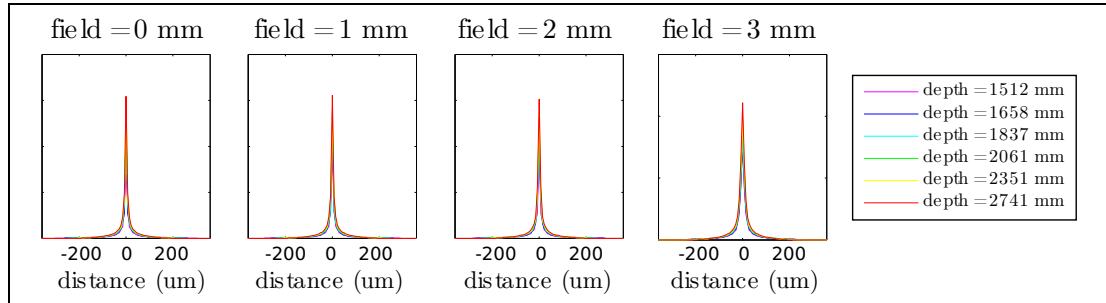 field = 0 mm
field = 1 mm
field = 2 mm
field = 3 mm
-200 0 200
-200 0 200
-200 0 200
-200 0 200
distance (um)
distance (um)
distance (um)
distance (um)
depth = 1512 mm
depth = 1658 mm
depth = 1837 mm
depth = 2061 mm
depth = 2351 mm
depth = 2741 mm